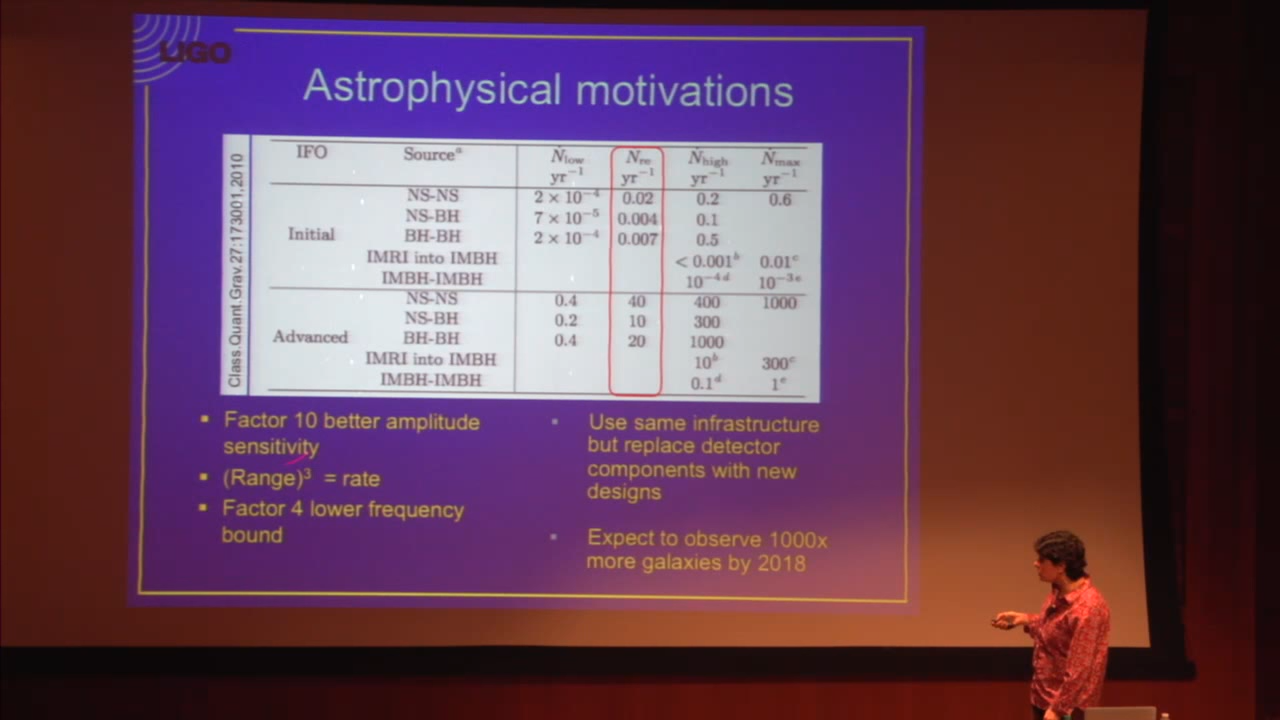 LIGO
Astrophysical motivations
Class.Quant.Grav.27:173001,2010
IFO Source^a Ṅ_low Ṅ_re Ṅ_high Ṅ_max
yr⁻¹ yr⁻¹ yr⁻¹ yr⁻¹
NS-NS 2 × 10⁻⁴ 0.02 0.2 0.6
NS-BH 7 × 10⁻⁵ 0.004 0.1
Initial BH-BH 2 × 10⁻⁴ 0.007 0.5
IMRI into IMBH < 0.001^b 0.01^c
IMBH-IMBH 10⁻⁴ ^d 10⁻³ ^e
NS-NS 0.4 40 400 1000
NS-BH 0.2 10 300
Advanced BH-BH 0.4 20 1000
IMRI into IMBH 10^b 300^c
IMBH-IMBH 0.1^d 1^e
▪ Factor 10 better amplitude
sensitivity
▪ (Range)³ = rate
▪ Factor 4 lower frequency
bound
▪ Use same infrastructure
but replace detector
components with new
designs
▪ Expect to observe 1000x
more galaxies by 2018